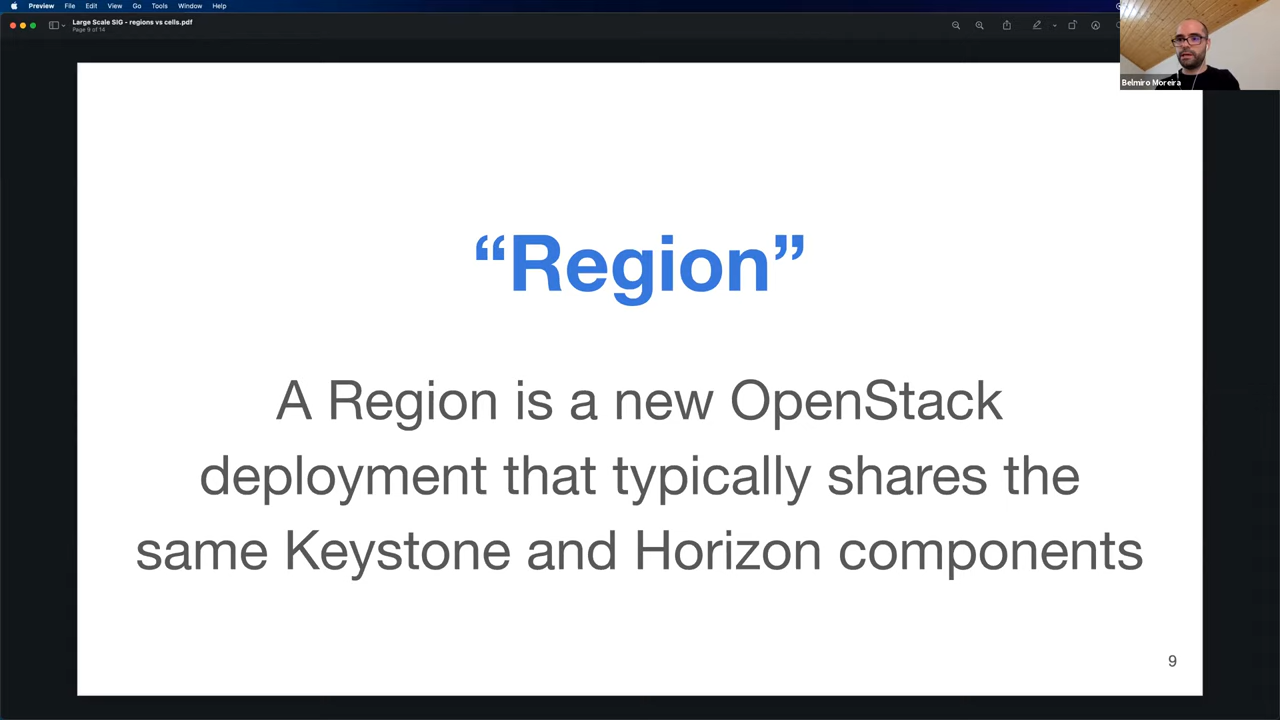 Preview File Edit View Go Tools Window Help
Large Scale SIG - regions vs cells.pdf
Page 9 of 14
Belmiro Moreira
“Region”
A Region is a new OpenStack
deployment that typically shares the
same Keystone and Horizon components
9